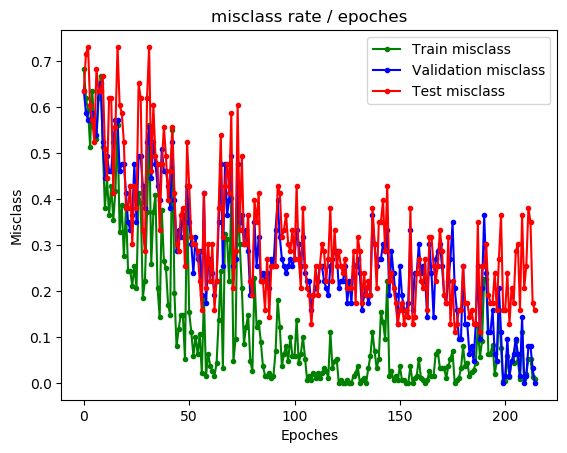 misclass rate / epoches
Train misclass
Validation misclass
Test misclass
Misclass
0.7
0.6
0.5
0.4
0.3
0.2
0.1
0.0
0 50 100 150 200
Epoches